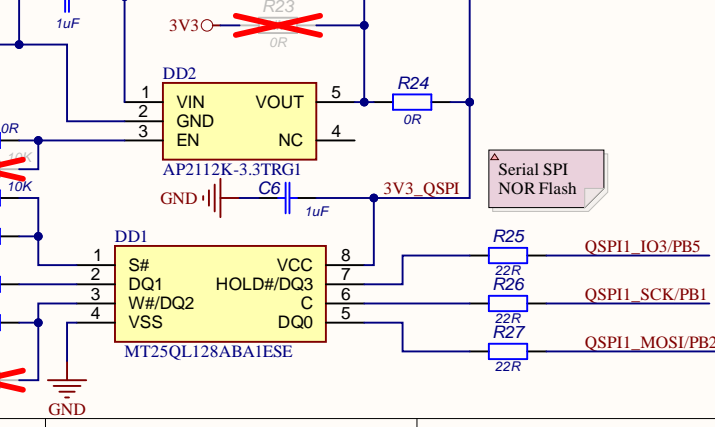 R23
3V3
1uF
0R
DD2
R24
1 VIN VOUT 5
2 GND
0R 3 EN NC 4
0R
10K
AP2112K-3.3TRG1
Serial SPI
NOR Flash
10K
GND C6 3V3_QSPI
1uF
DD1
R25 QSPI1_IO3/PB5
1 S# VCC 8
22R
2 DQ1 HOLD#/DQ3 7
R26 QSPI1_SCK/PB1
3 W#/DQ2 C 6
22R
4 VSS DQ0 5
R27 QSPI1_MOSI/PB2
MT25QL128ABA1ESE
22R
GND